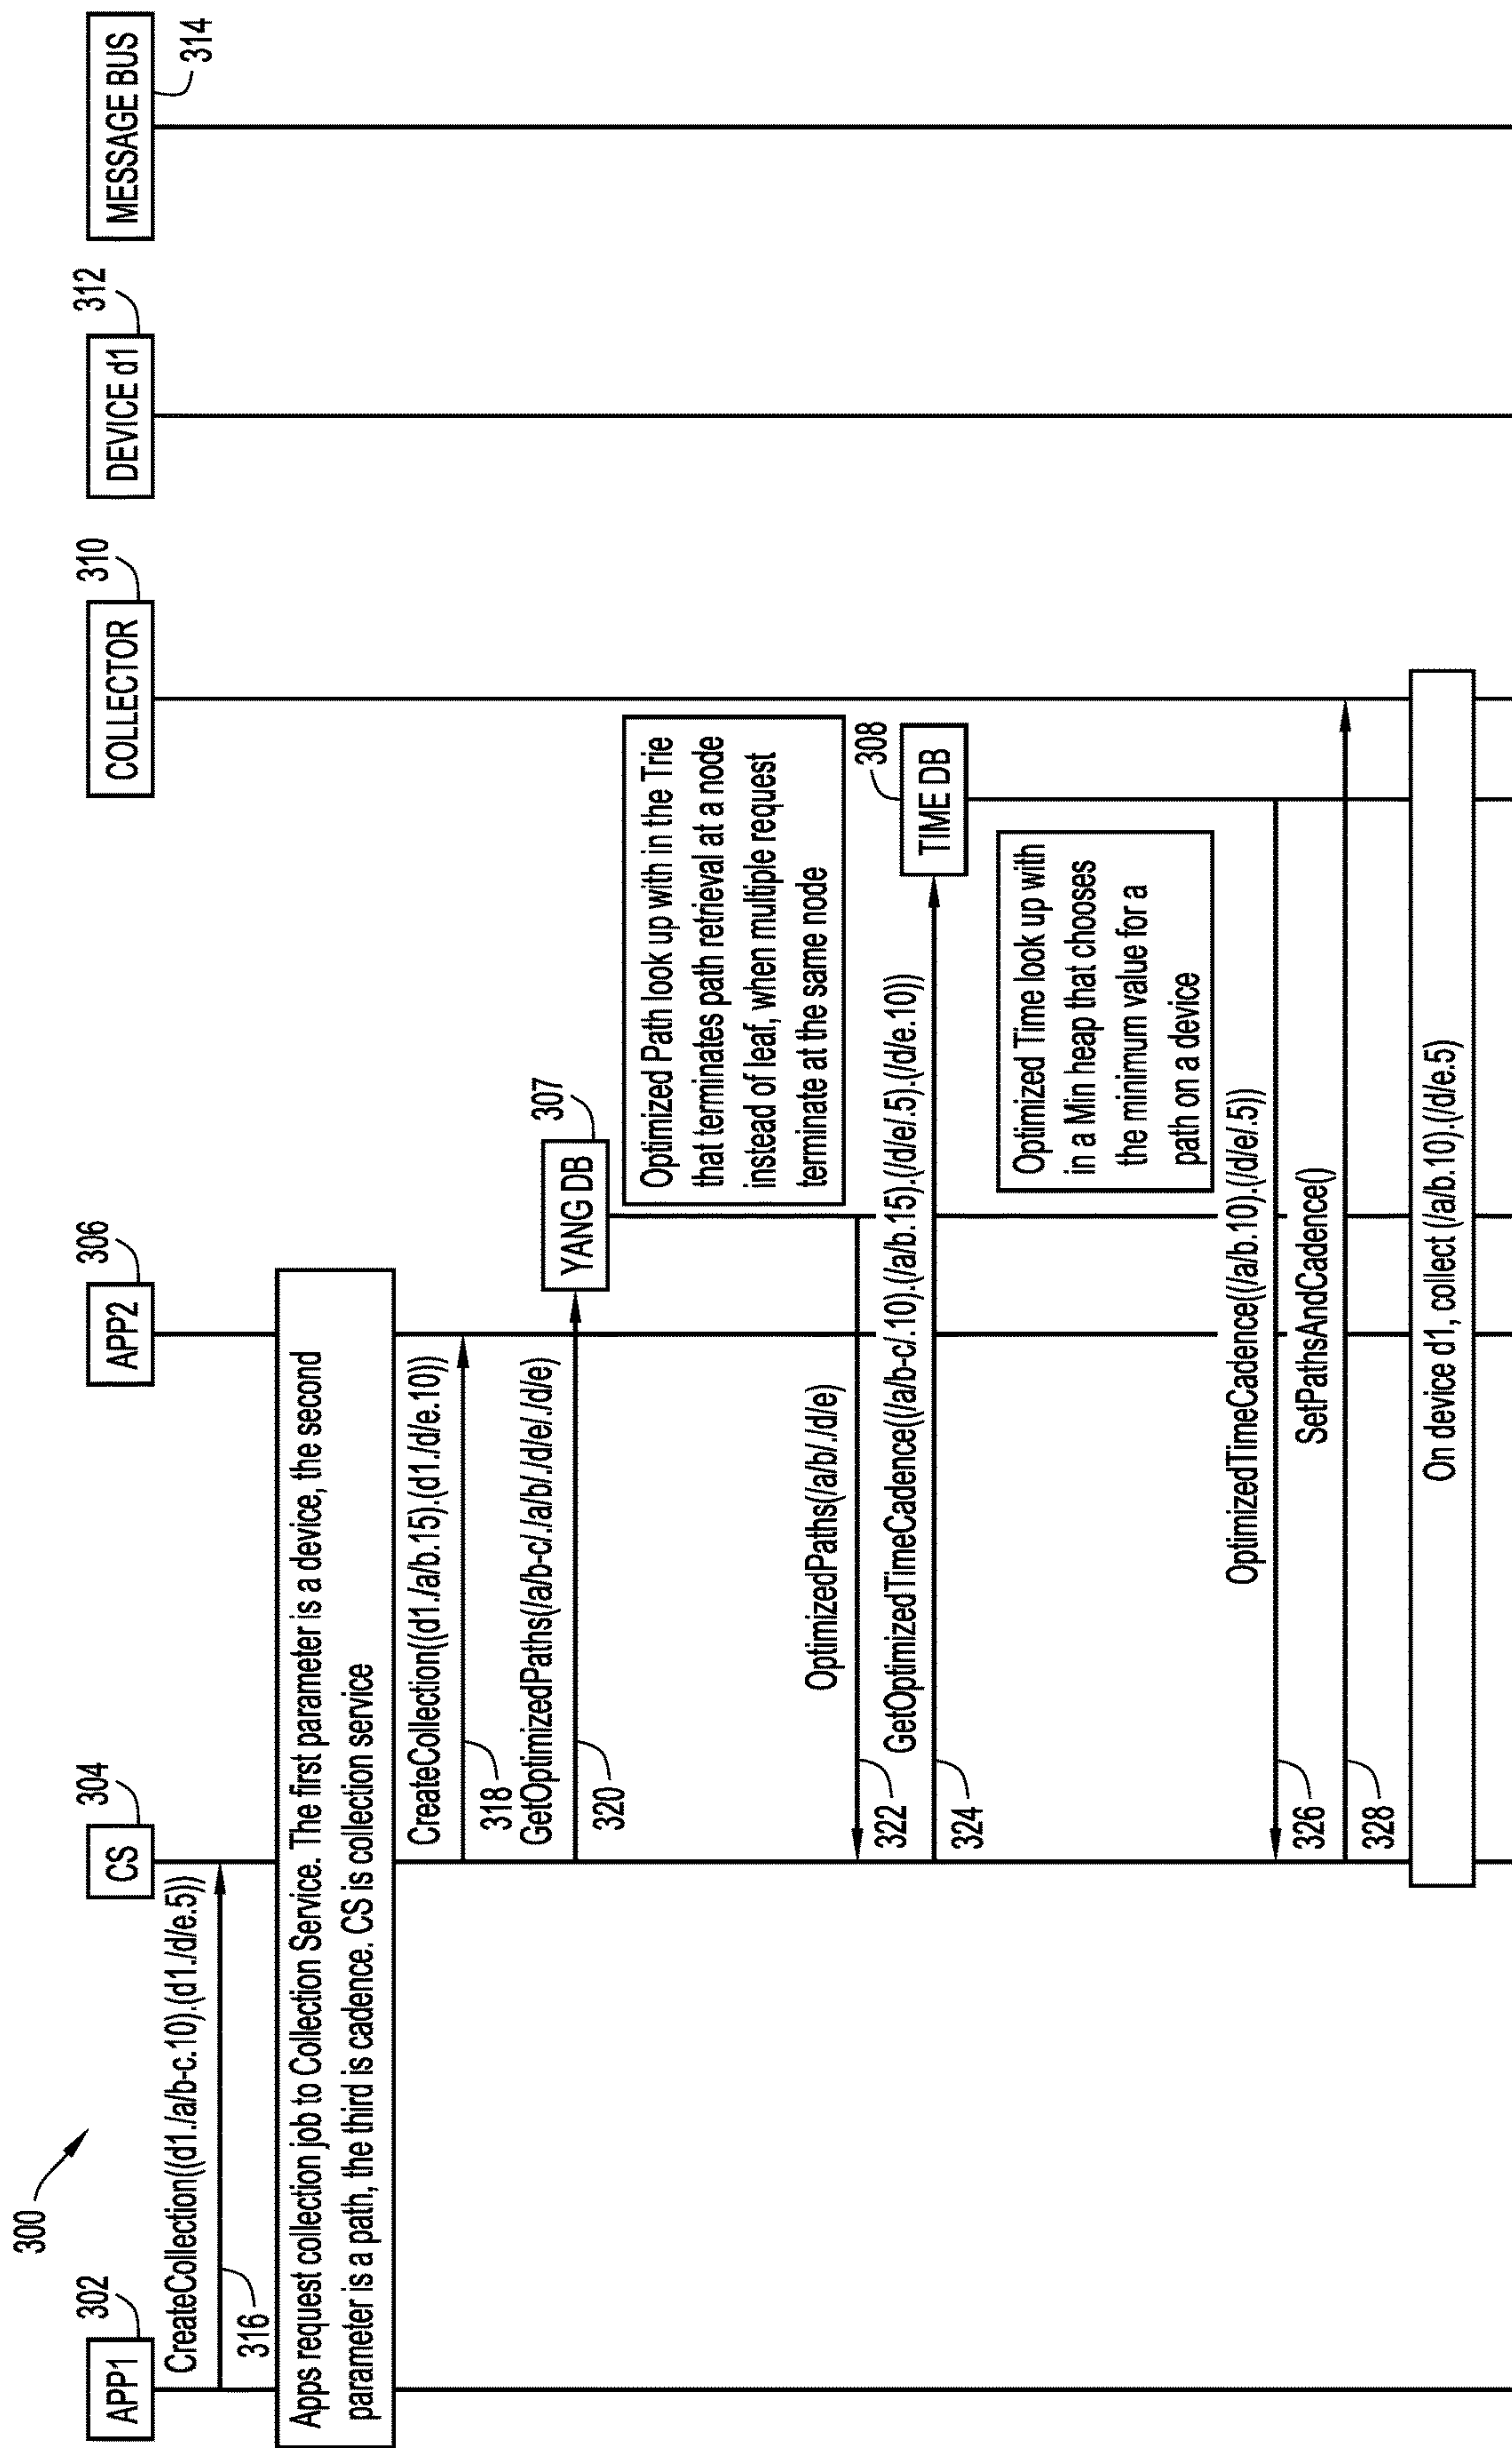 300
APP1
302
CS
304
APP2
306
COLLECTOR
310
DEVICE d1
312
MESSAGE BUS
314
CreateCollection((d1./a/b-c.10).(d1./d/e.5))
316
Apps request collection job to Collection Service. The first parameter is a device, the second
parameter is a path, the third is cadence. CS is collection service
CreateCollection((d1./a/b.15).(d1./d/e.10))
318
GetOptimizedPaths(/a/b-c/./a/b/./d/e/./d/e)
320
YANG DB
307
Optimized Path look up with in the Trie
that terminates path retrieval at a node
instead of leaf, when multiple request
terminate at the same node
OptimizedPaths(/a/b/./d/e)
322
GetOptimizedTimeCadence((/a/b-c/.10).(/a/b.15).(/d/e/.5).(/d/e.10))
324
TIME DB
308
Optimized Time look up with
in a Min heap that chooses
the minimum value for a
path on a device
OptimizedTimeCadence((/a/b.10).(/d/e/.5))
326
SetPathsAndCadence()
328
On device d1, collect (/a/b.10).(/d/e.5)